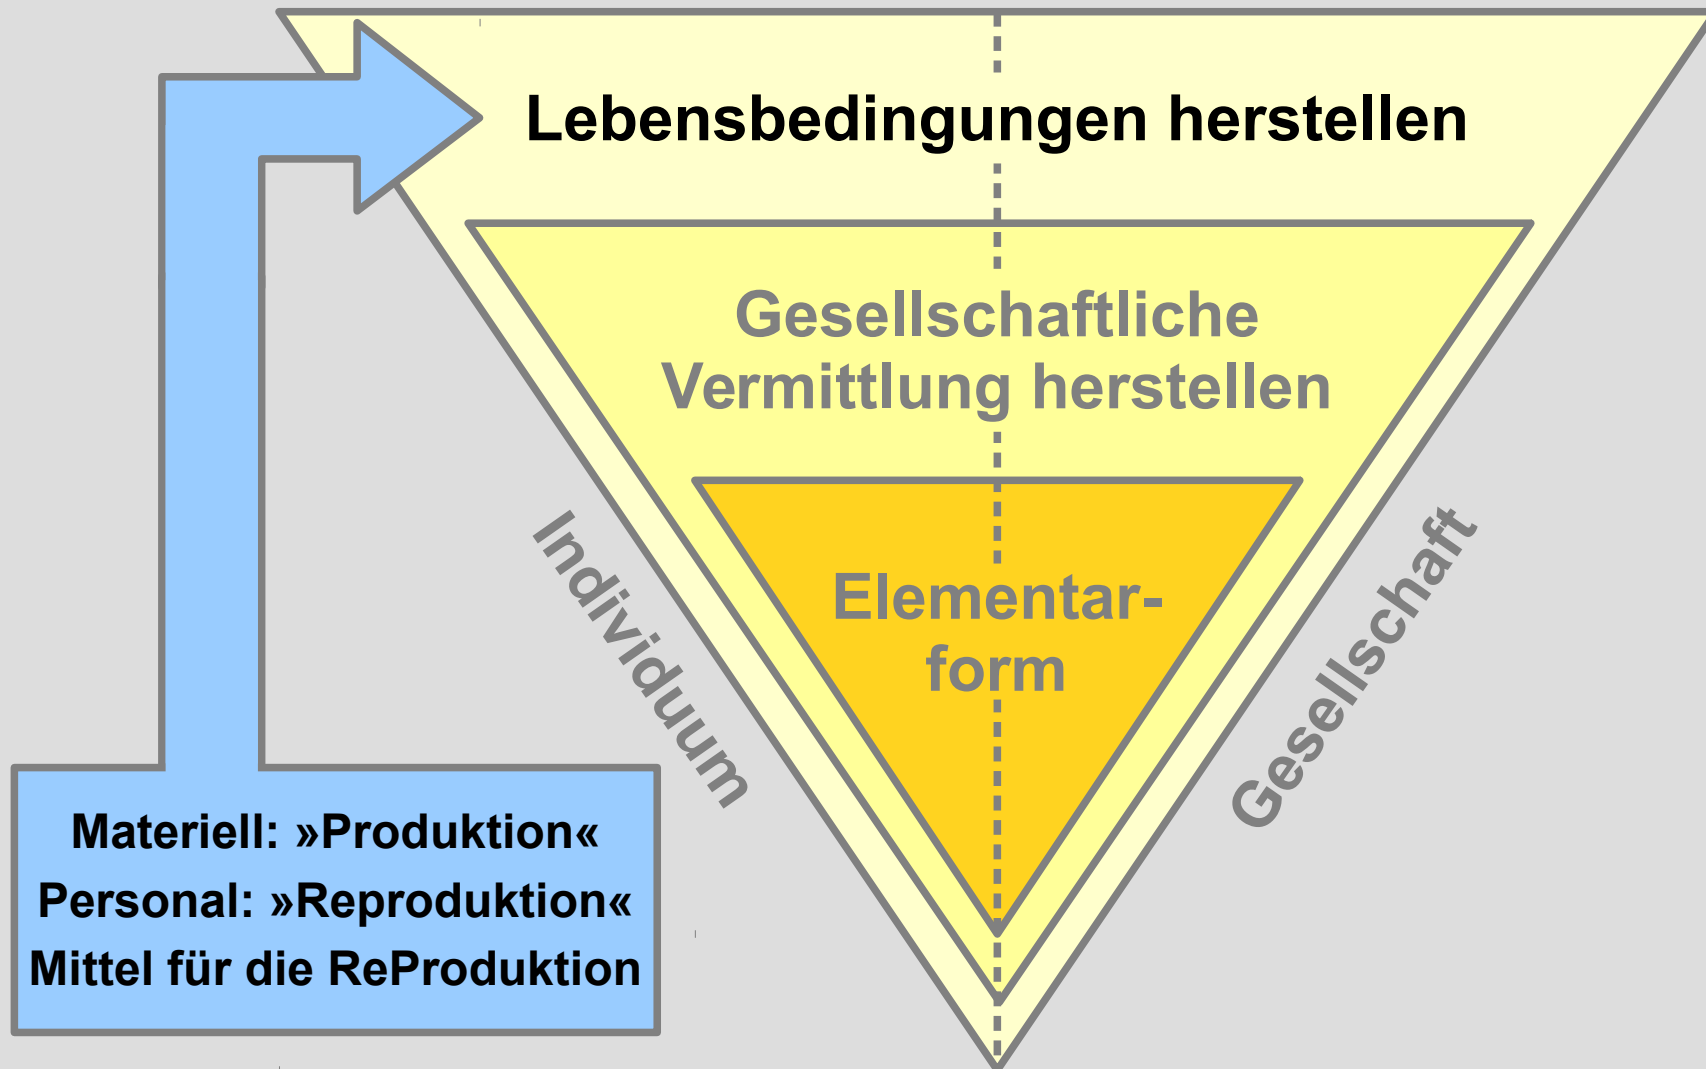 Lebensbedingungen herstellen
Gesellschaftliche
Vermittlung herstellen
Elementar-
form
Individuum
Gesellschaft
Materiell: »Produktion«
Personal: »Reproduktion«
Mittel für die ReProduktion